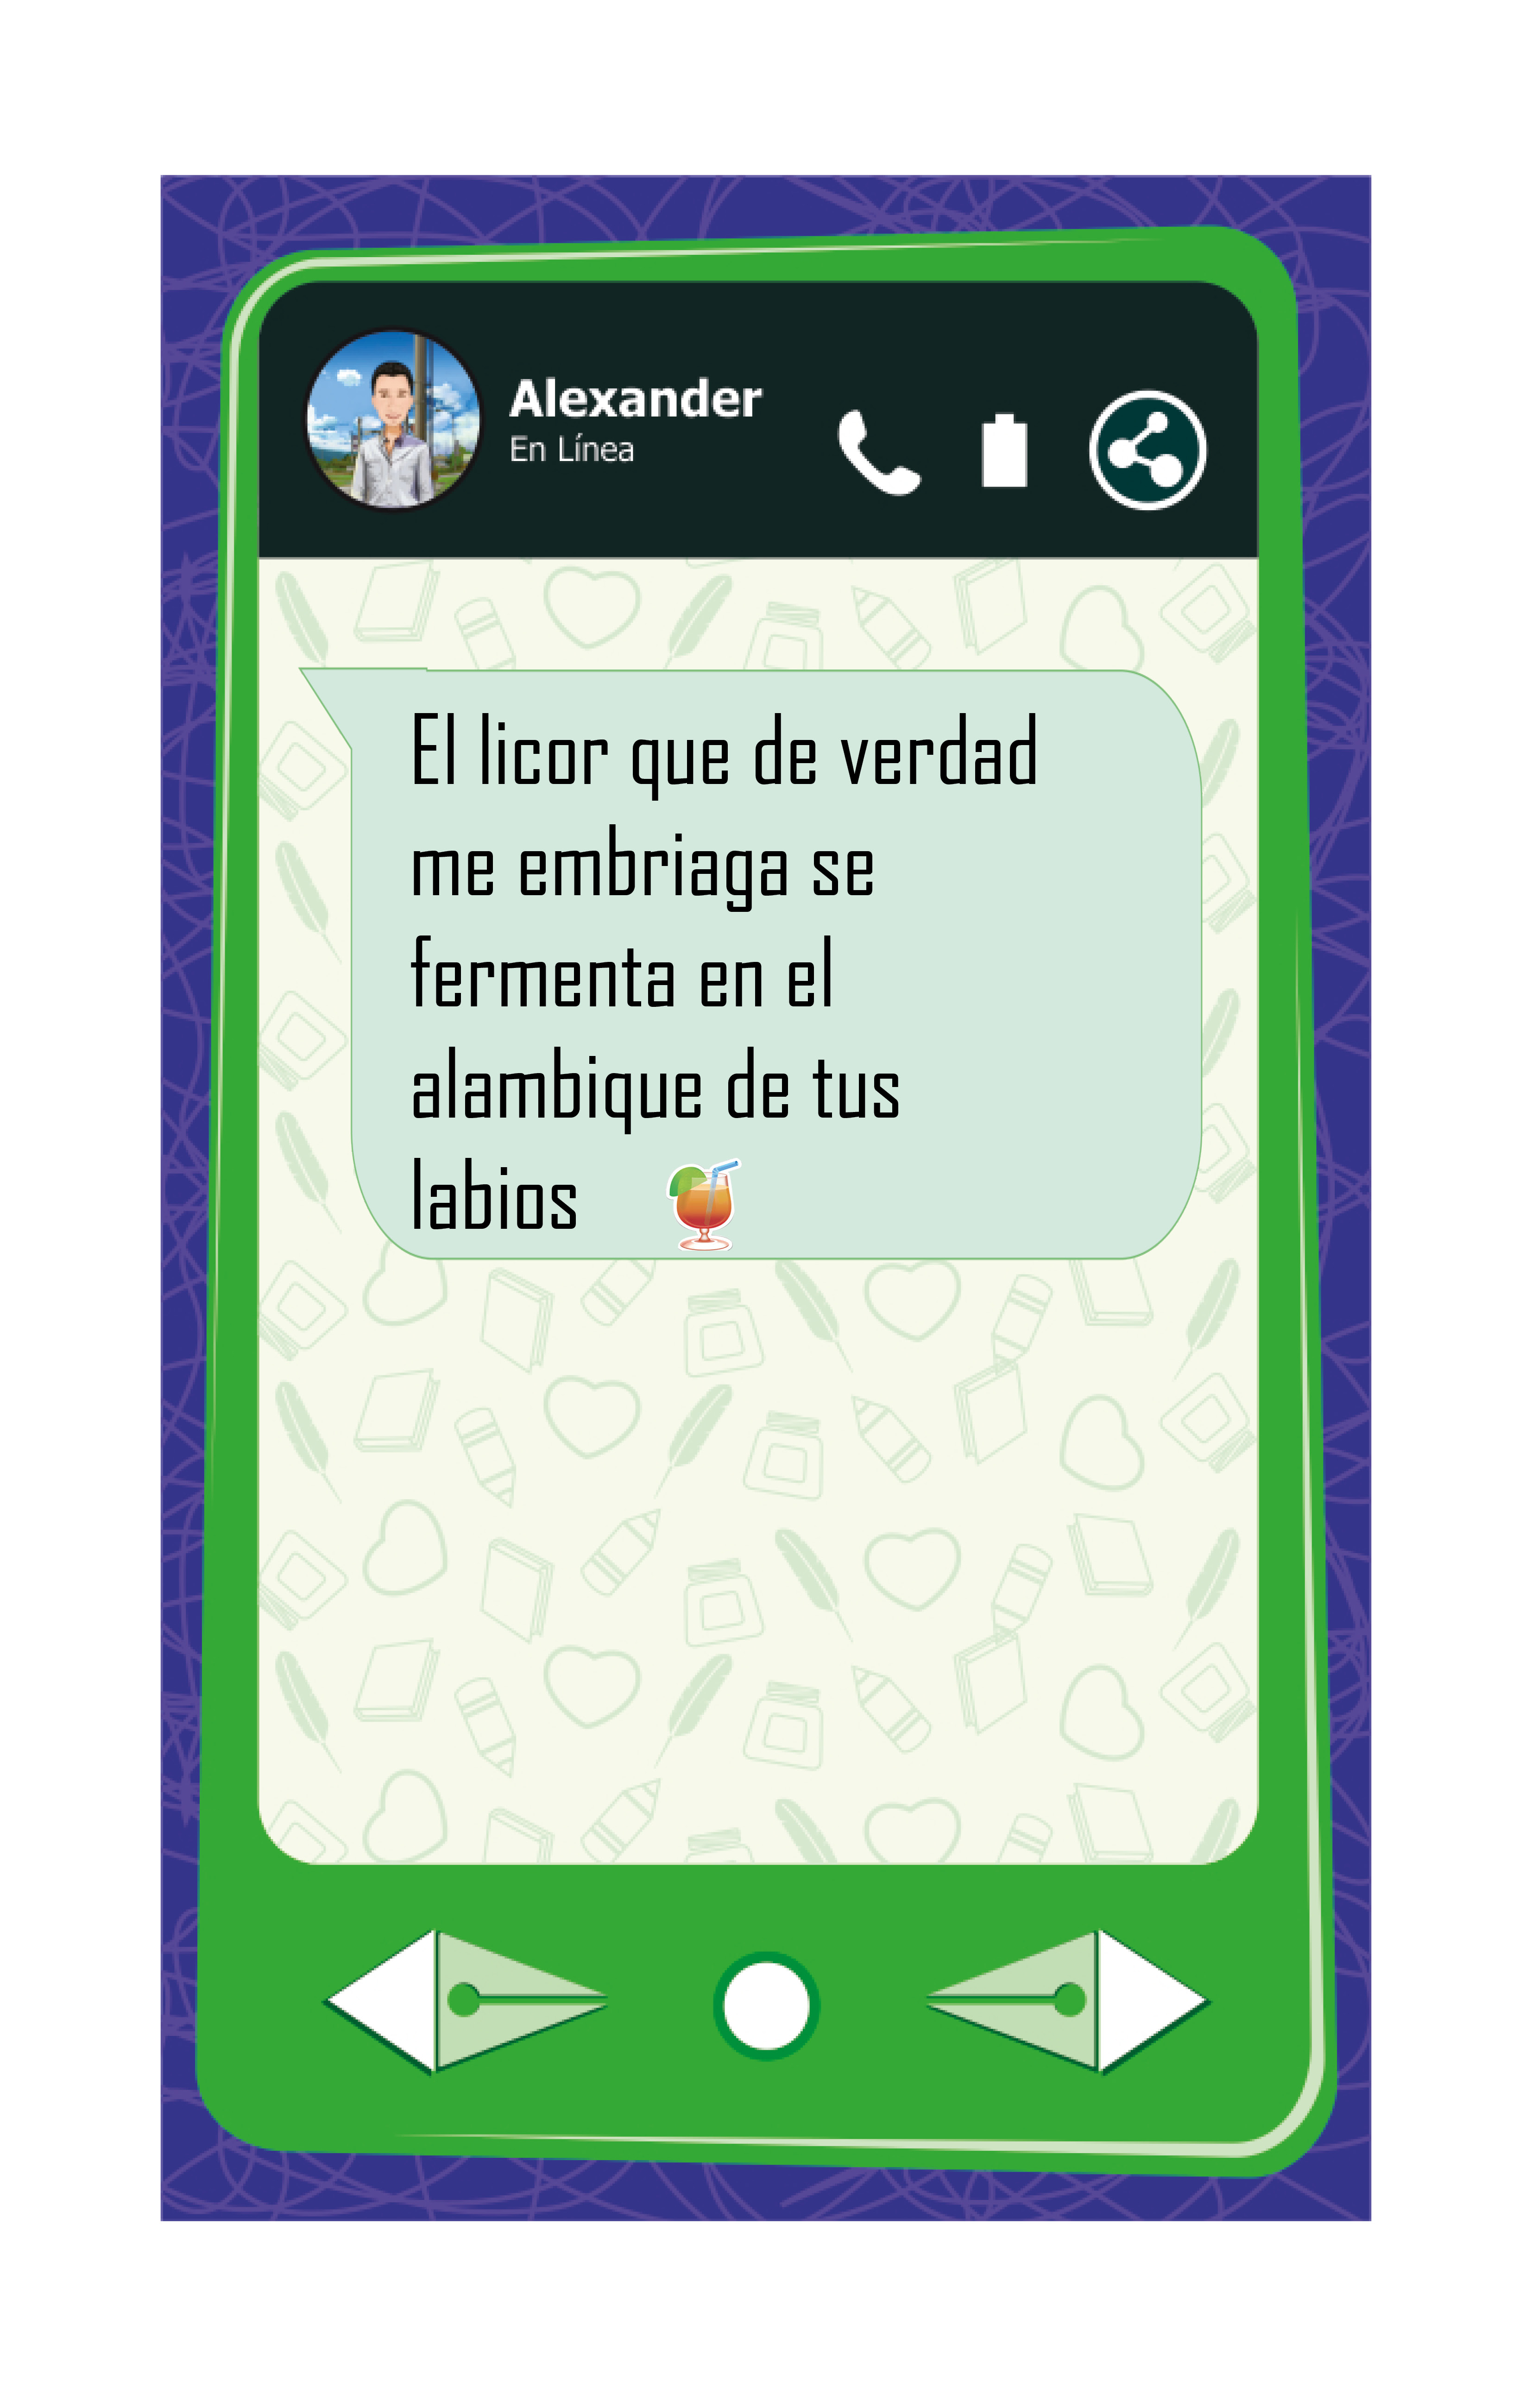 Alexander
En Línea
El licor que de verdad
me embriaga se
fermenta en el
alambique de tus
labios